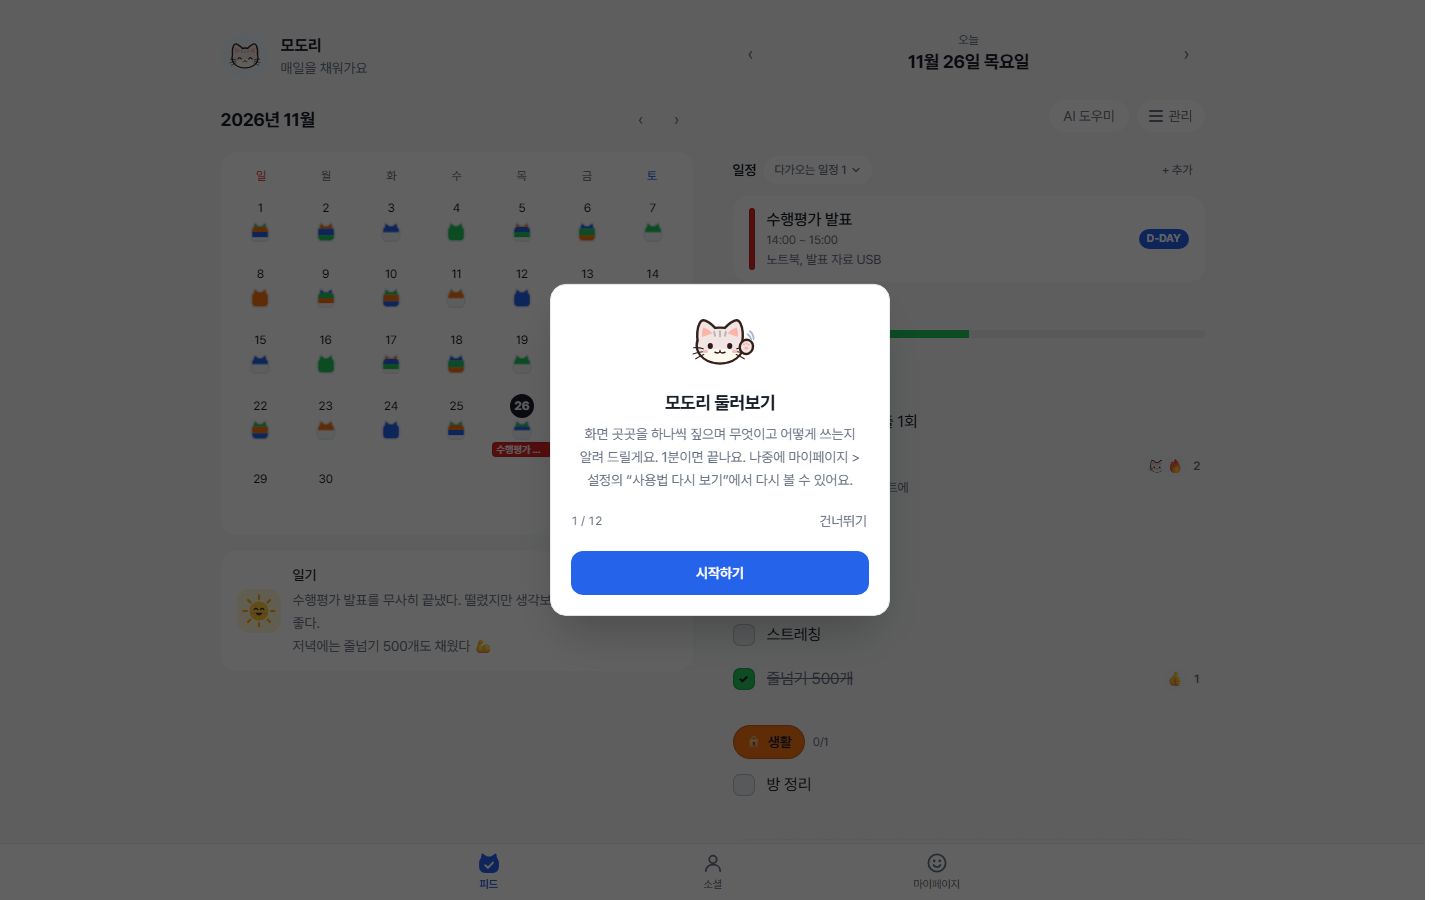 모도리
매일을 채워가요
2026년 11월
일 월 화 수 목 금 토
1 2 3 4 5 6 7
8 9 10 11 12 13 14
15 16 17 18 19
22 23 24 25 26
수행평가 ...
29 30
일기
수행평가 발표를 무사히 끝냈다. 떨렸지만 생각보
좋다.
저녁에는 줄넘기 500개도 채웠다 💪
오늘
11월 26일 목요일
AI 도우미
관리
일정
다가오는 일정 1
+ 추가
수행평가 발표
14:00 – 15:00
노트북, 발표 자료 USB
D-DAY
모도리 둘러보기
화면 곳곳을 하나씩 짚으며 무엇이고 어떻게 쓰는지
알려 드릴게요. 1분이면 끝나요. 나중에 마이페이지 >
설정의 “사용법 다시 보기”에서 다시 볼 수 있어요.
1 / 12
건너뛰기
시작하기
1회
2
트에
스트레칭
줄넘기 500개
1
생활
0/1
방 정리
피드
소셜
마이페이지